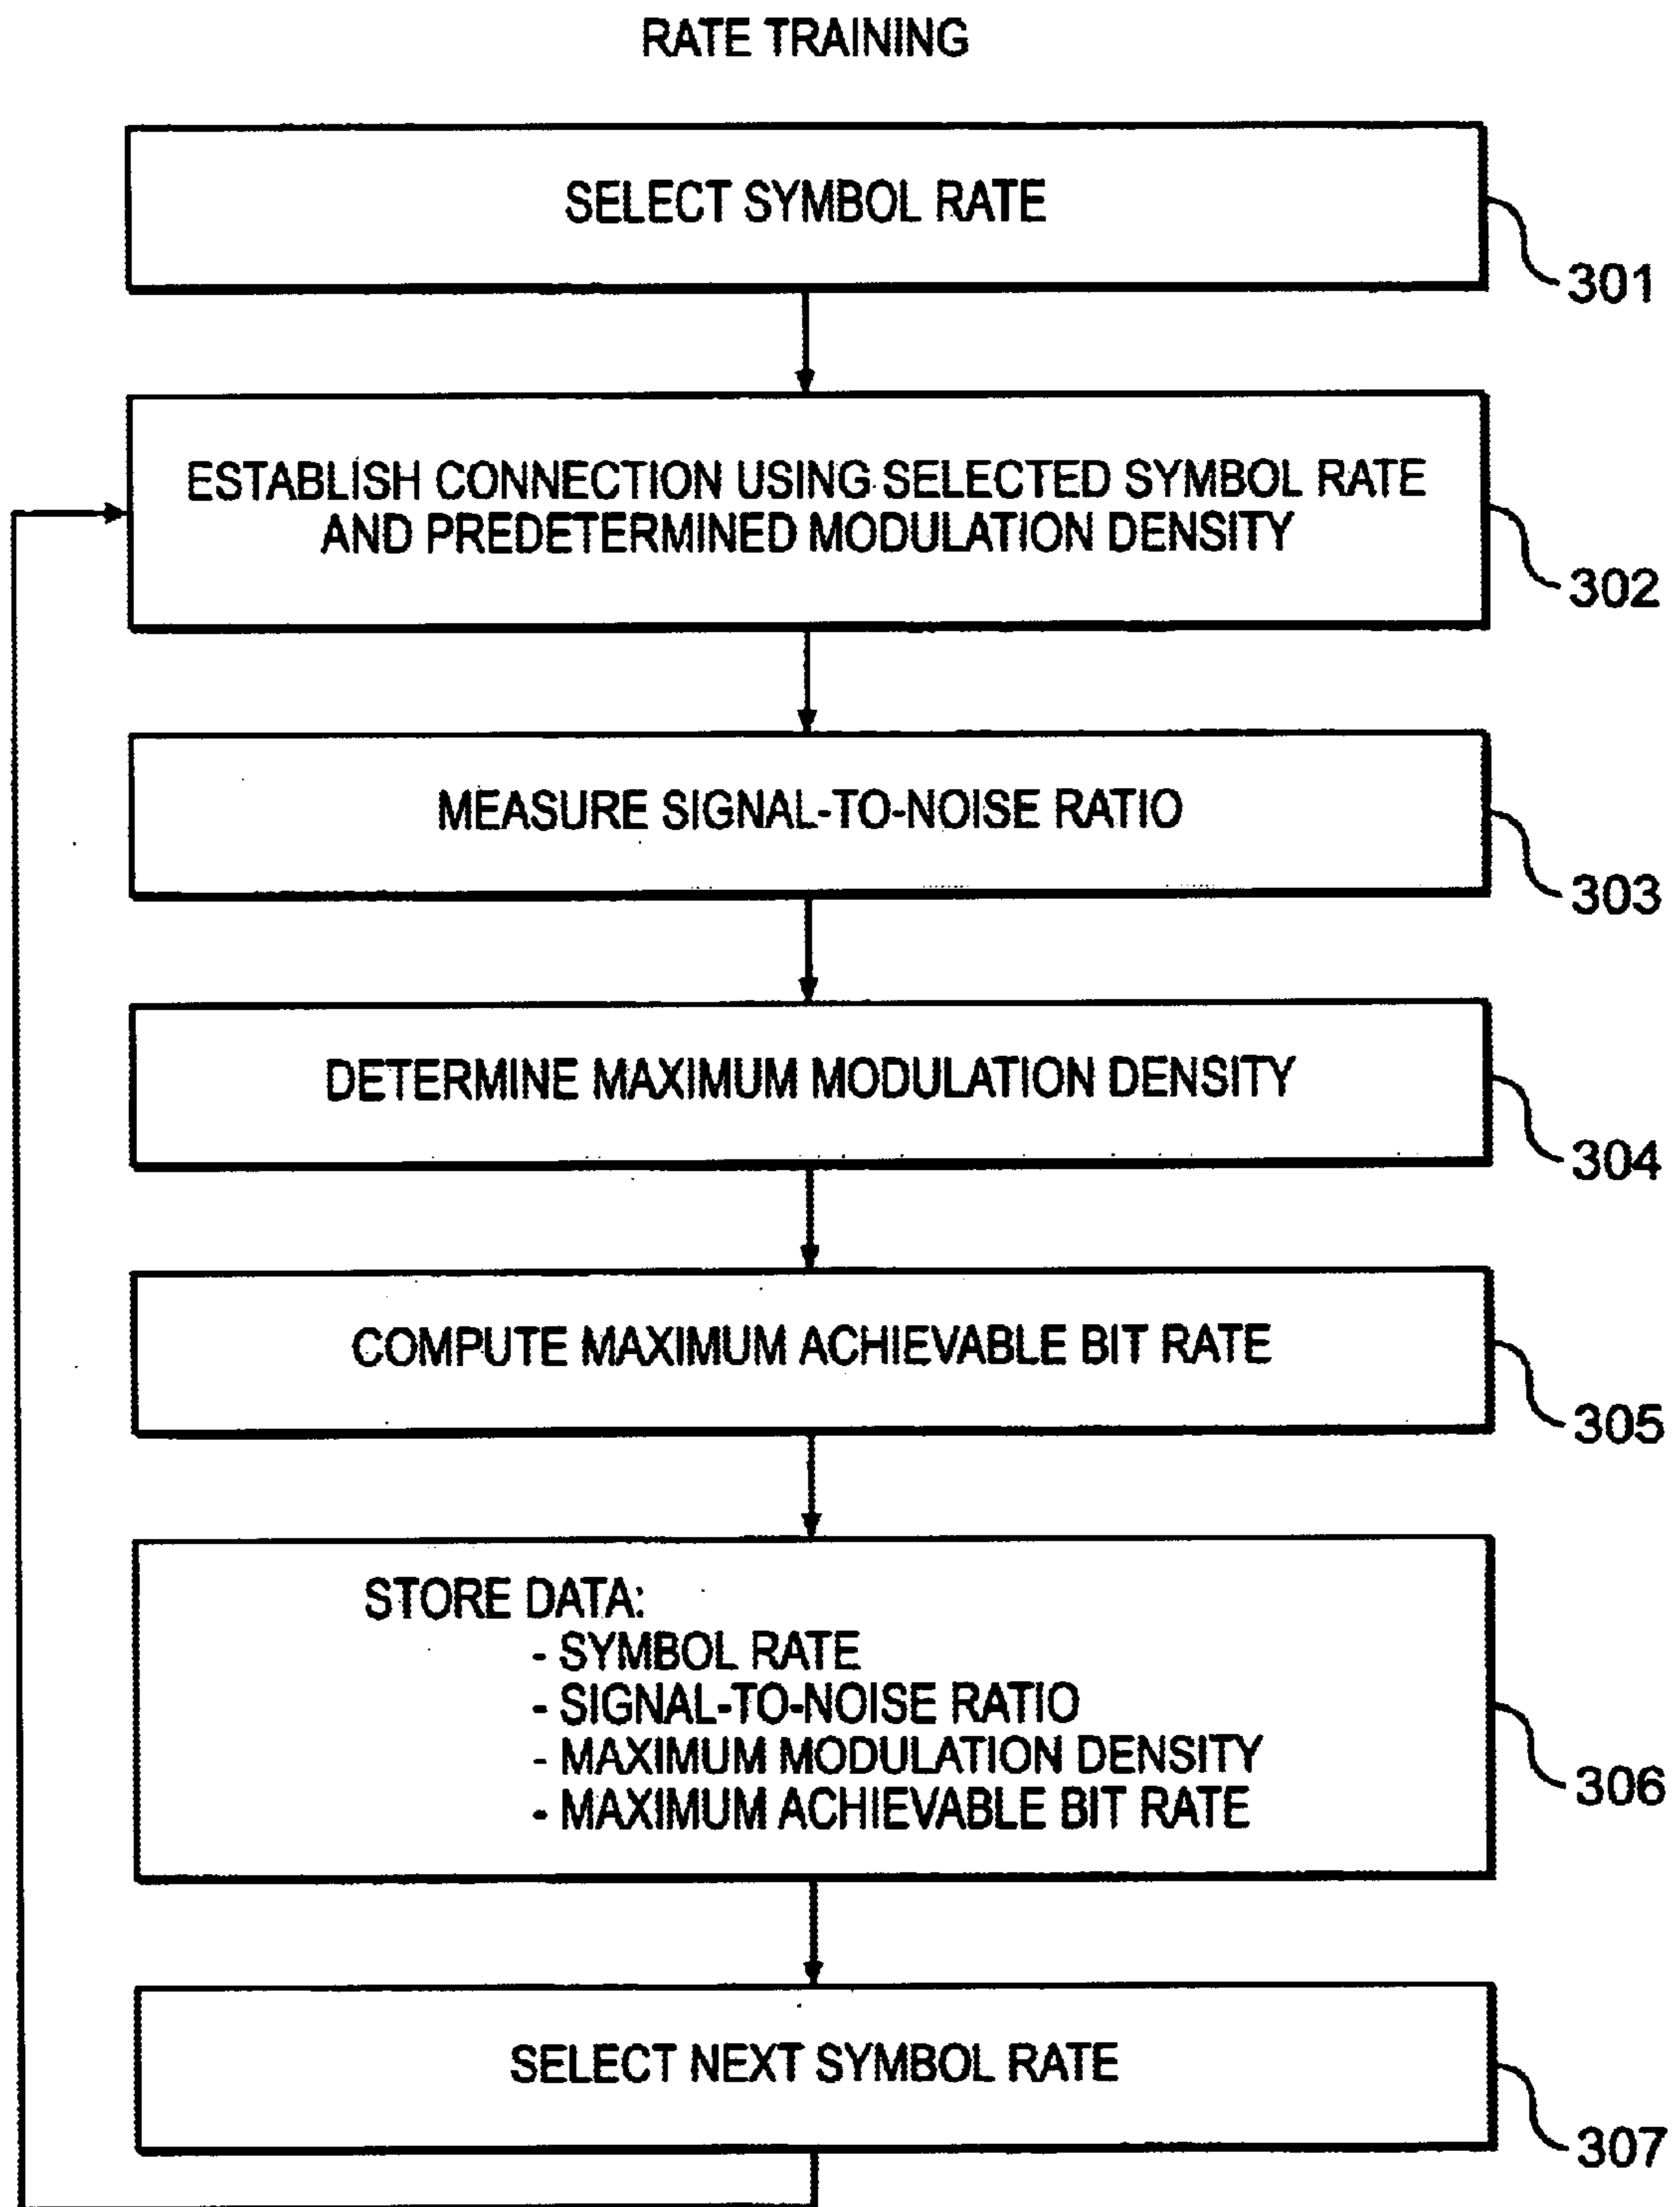 RATE TRAINING
SELECT SYMBOL RATE
301
ESTABLISH CONNECTION USING SELECTED SYMBOL RATE
AND PREDETERMINED MODULATION DENSITY
302
MEASURE SIGNAL-TO-NOISE RATIO
303
DETERMINE MAXIMUM MODULATION DENSITY
304
COMPUTE MAXIMUM ACHIEVABLE BIT RATE
305
STORE DATA:
- SYMBOL RATE
- SIGNAL-TO-NOISE RATIO
- MAXIMUM MODULATION DENSITY
- MAXIMUM ACHIEVABLE BIT RATE
306
SELECT NEXT SYMBOL RATE
307